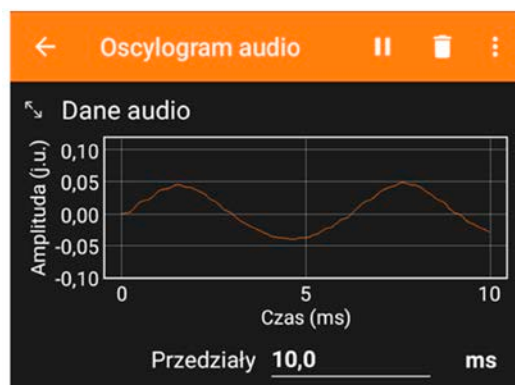 Oscylogram audio
Dane audio
Amplituda (j.u.)
0,10
0,05
0,00
-0,05
-0,10
0 5 10
Czas (ms)
Przedziały 10,0 ms